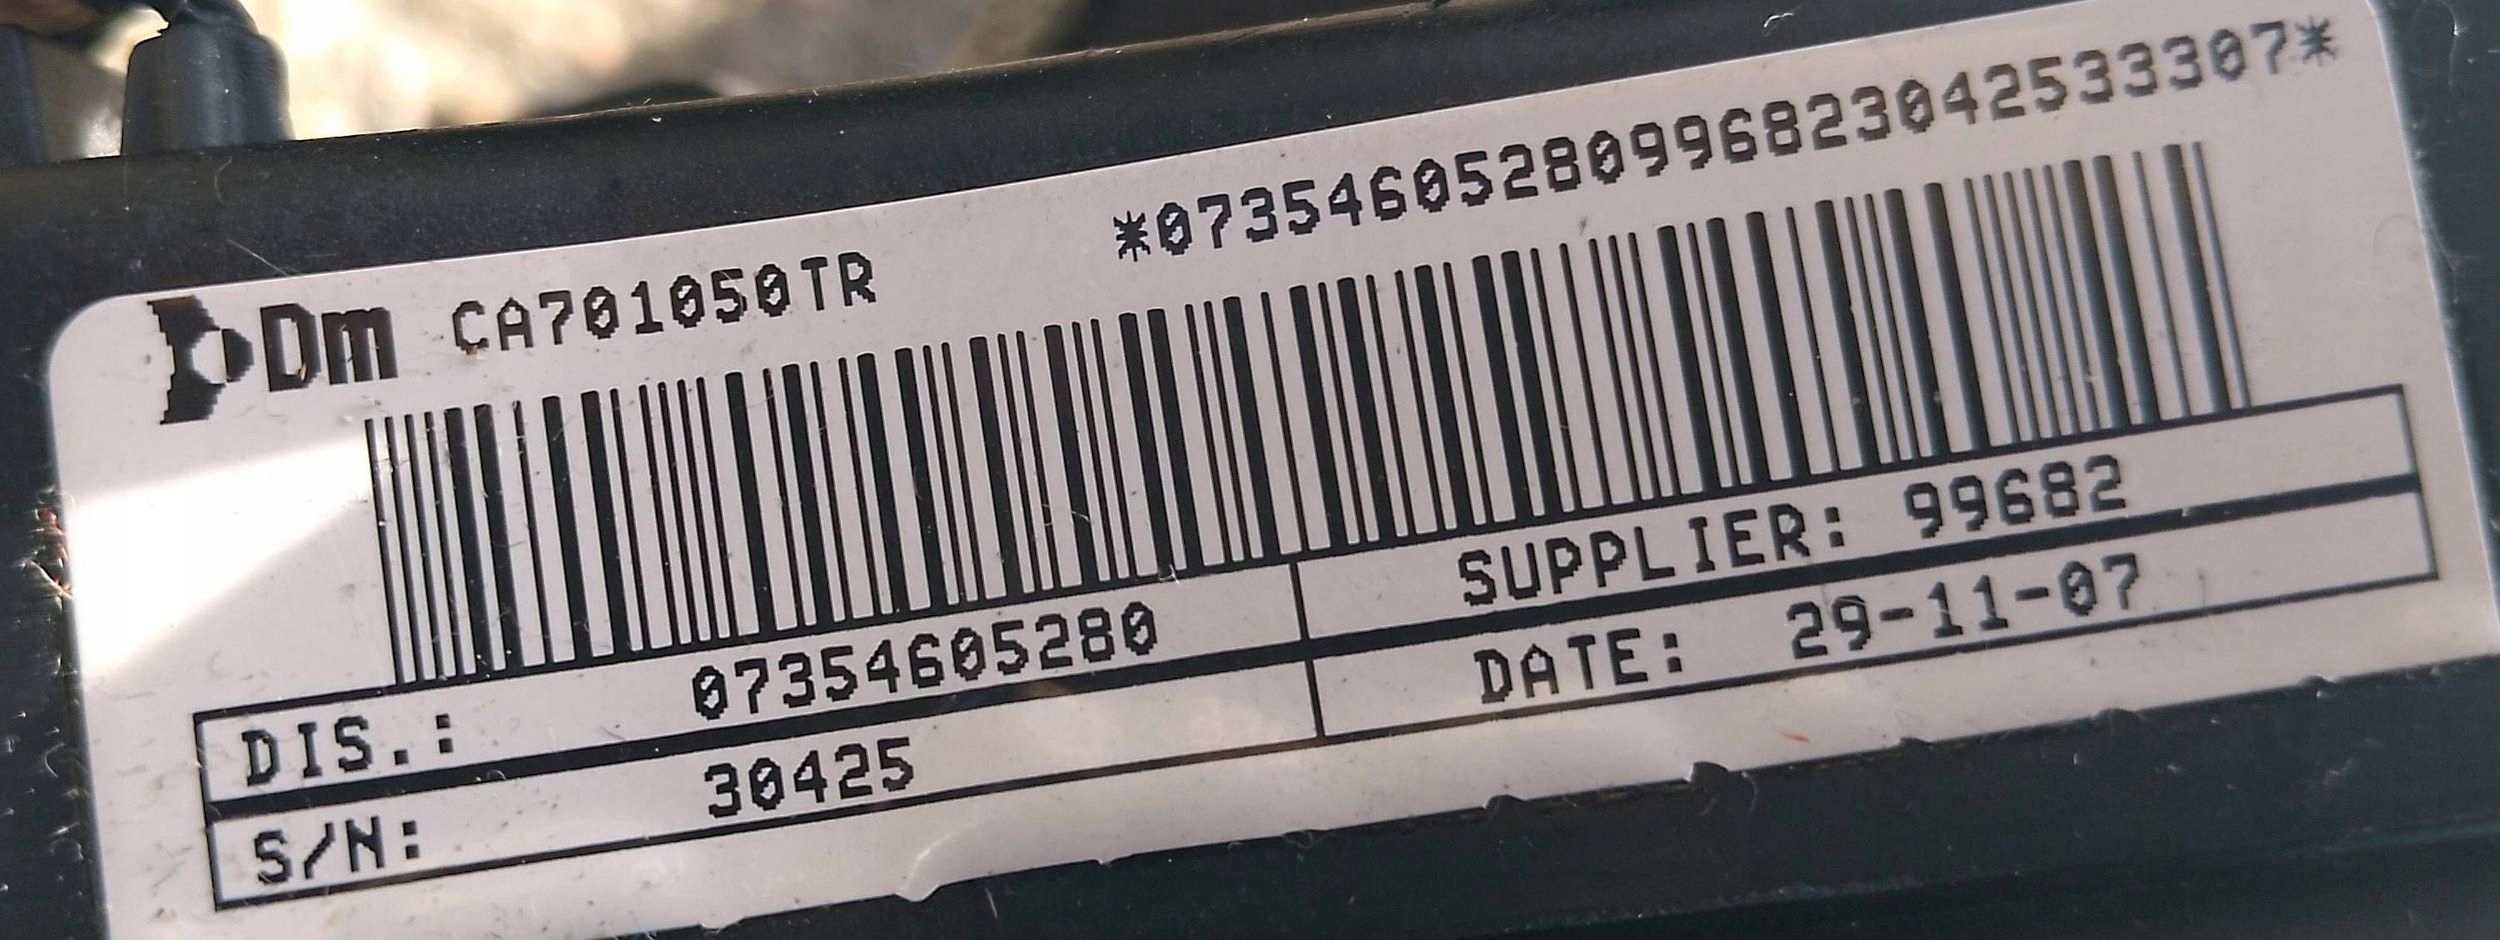 Dm CA701050TR
*07354605280996823042533307*
DIS.: 07354605280 SUPPLIER: 99682
S/N: 30425 DATE: 29-11-07